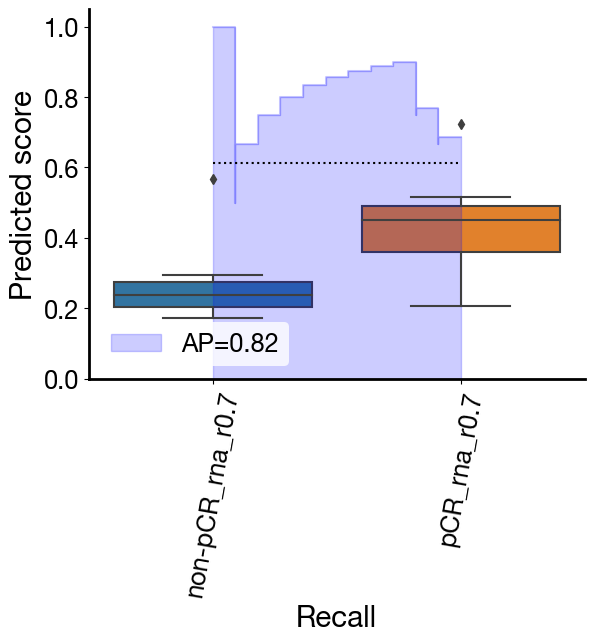 Predicted score
1.0
0.8
0.6
0.4
0.2
0.0
AP=0.82
non-pCR_rna_r0.7
pCR_rna_r0.7
Recall